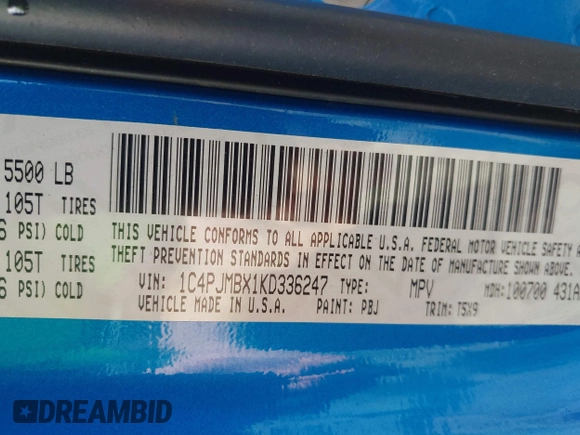 5500 LB
105T TIRES
PSI) COLD
105T TIRES
PSI) COLD
THIS VEHICLE CONFORMS TO ALL APPLICABLE U.S.A. FEDERAL MOTOR VEHICLE SAFETY
THEFT PREVENTION STANDARDS IN EFFECT ON THE DATE OF MANUFACTURE SHOWN ABOVE
VIN: 1C4PJMBX1KD336247 TYPE: MPV MDH:100700 431A
VEHICLE MADE IN U.S.A. PAINT: PBJ TRIM: T5X9
DREAMBID